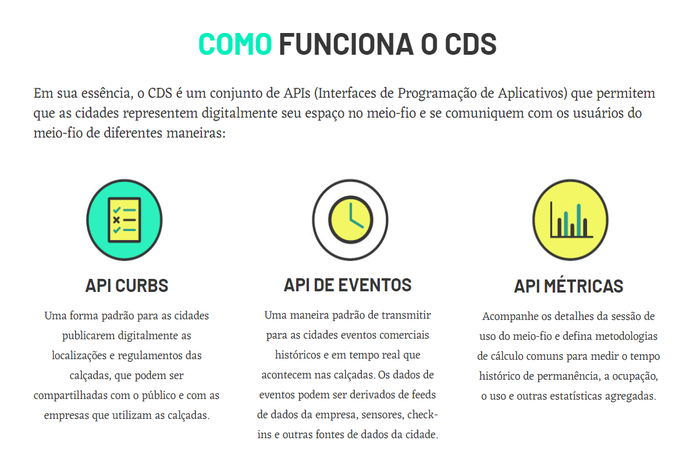 COMO FUNCIONA O CDS
Em sua essência, o CDS é um conjunto de APIs (Interfaces de Programação de Aplicativos) que permitem
que as cidades representem digitalmente seu espaço no meio-fio e se comuniquem com os usuários do
meio-fio de diferentes maneiras:
API CURBS
Uma forma padrão para as cidades
publicarem digitalmente as
localizações e regulamentos das
calçadas, que podem ser
compartilhadas com o público e com as
empresas que utilizam as calçadas.
API DE EVENTOS
Uma maneira padrão de transmitir
para as cidades eventos comerciais
históricos e em tempo real que
acontecem nas calçadas. Os dados de
eventos podem ser derivados de feeds
de dados da empresa, sensores, check-
ins e outras fontes de dados da cidade.
API MÉTRICAS
Acompanhe os detalhes da sessão de
uso do meio-fio e defina metodologias
de cálculo comuns para medir o tempo
histórico de permanência, a ocupação,
o uso e outras estatísticas agregadas.